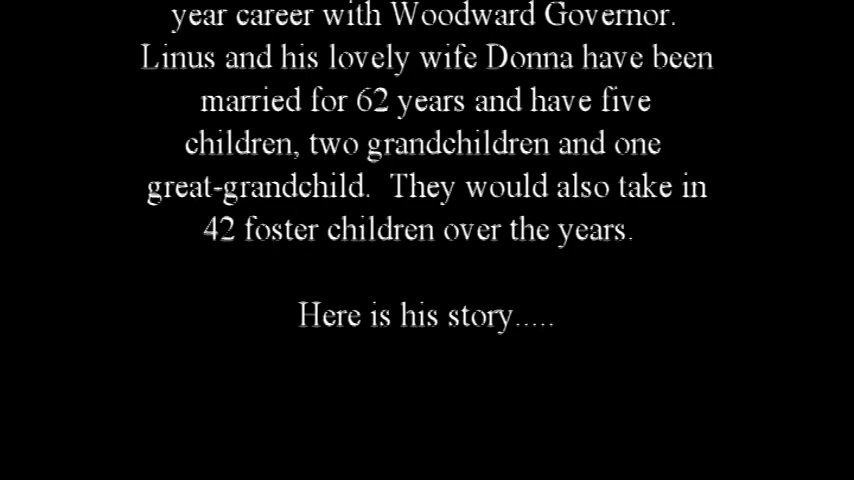 year career with Woodward Governor.
Linus and his lovely wife Donna have been
married for 62 years and have five
children, two grandchildren and one
great-grandchild.  They would also take in
42 foster children over the years.
Here is his story.....